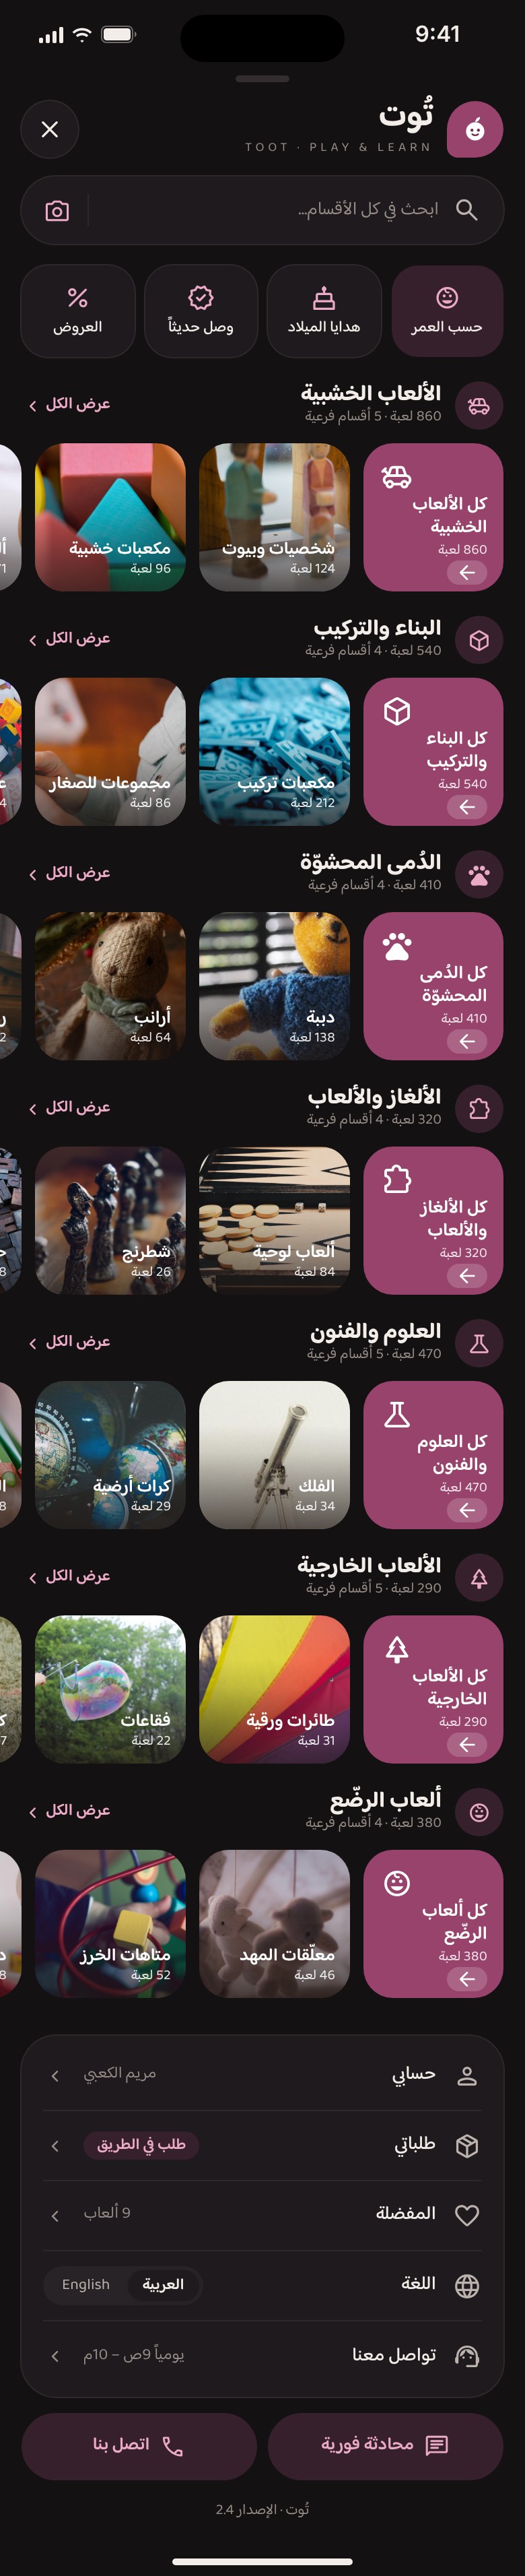 9:41
تُوت
TOOT · PLAY & LEARN
ابحث في كل الأقسام...
حسب العمر
هدايا الميلاد
وصل حديثاً
العروض
الألعاب الخشبية
860 لعبة · 5 أقسام فرعية
عرض الكل
كل الألعاب
الخشبية
860 لعبة
شخصيات وبيوت
124 لعبة
مكعبات خشبية
96 لعبة
البناء والتركيب
540 لعبة · 4 أقسام فرعية
عرض الكل
كل البناء
والتركيب
540 لعبة
مكعبات تركيب
212 لعبة
مجموعات للصغار
86 لعبة
الدُمى المحشوّة
410 لعبة · 4 أقسام فرعية
عرض الكل
كل الدُمى
المحشوّة
410 لعبة
دببة
138 لعبة
أرانب
64 لعبة
الألغاز والألعاب
320 لعبة · 4 أقسام فرعية
عرض الكل
كل الألغاز
والألعاب
320 لعبة
ألعاب لوحية
84 لعبة
شطرنج
26 لعبة
العلوم والفنون
470 لعبة · 5 أقسام فرعية
عرض الكل
كل العلوم
والفنون
470 لعبة
الفلك
34 لعبة
كرات أرضية
29 لعبة
الألعاب الخارجية
290 لعبة · 5 أقسام فرعية
عرض الكل
كل الألعاب
الخارجية
290 لعبة
طائرات ورقية
31 لعبة
فقاعات
22 لعبة
ألعاب الرضّع
380 لعبة · 4 أقسام فرعية
عرض الكل
كل ألعاب
الرضّع
380 لعبة
معلّقات المهد
46 لعبة
متاهات الخرز
52 لعبة
حسابي
مريم الكعبي
طلباتي
طلب في الطريق
المفضلة
9 ألعاب
اللغة
العربية
English
تواصل معنا
يومياً 9ص – 10م
محادثة فورية
اتصل بنا
تُوت · الإصدار 2.4